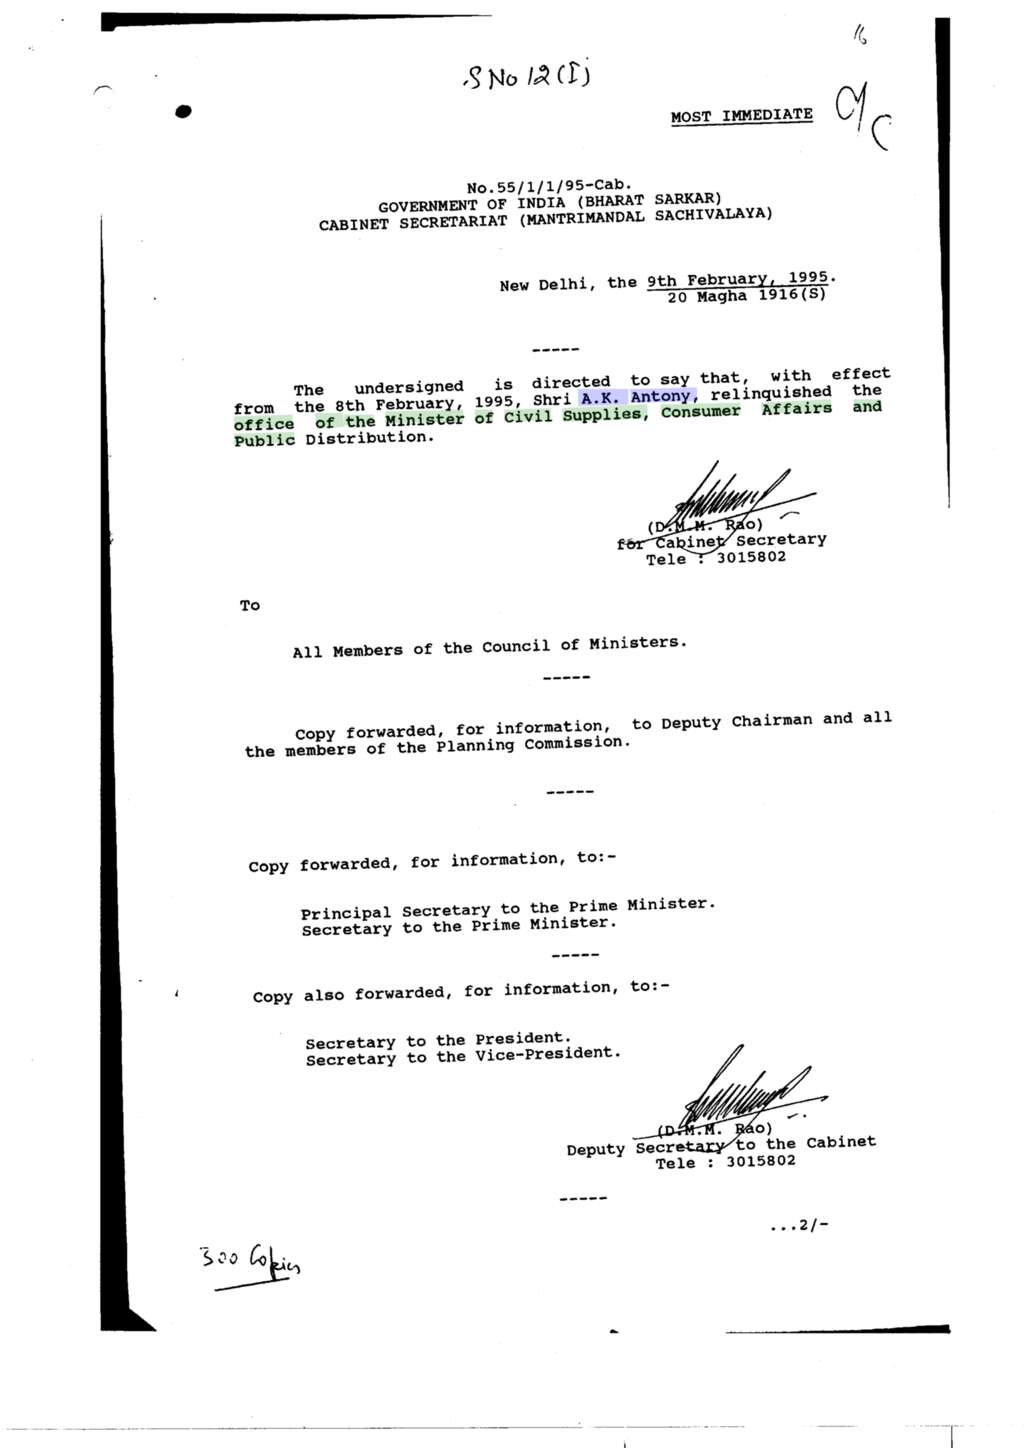 16
S No 12 (I)
MOST IMMEDIATE
O/C
No.55/1/1/95-Cab.
GOVERNMENT OF INDIA (BHARAT SARKAR)
CABINET SECRETARIAT (MANTRIMANDAL SACHIVALAYA)
New Delhi, the 9th February, 1995.
20 Magha 1916(S)
-----
The undersigned is directed to say that, with effect
from the 8th February, 1995, Shri A.K. Antony, relinquished the
office of the Minister of Civil Supplies, Consumer Affairs and
Public Distribution.
(D.M.M. Rao)
for Cabinet Secretary
Tele : 3015802
To
All Members of the Council of Ministers.
-----
Copy forwarded, for information, to Deputy Chairman and all
the members of the Planning Commission.
-----
Copy forwarded, for information, to:-
Principal Secretary to the Prime Minister.
Secretary to the Prime Minister.
-----
Copy also forwarded, for information, to:-
Secretary to the President.
Secretary to the Vice-President.
(D.M.M. Rao)
Deputy Secretary to the Cabinet
Tele : 3015802
-----
...2/-
300 Copies